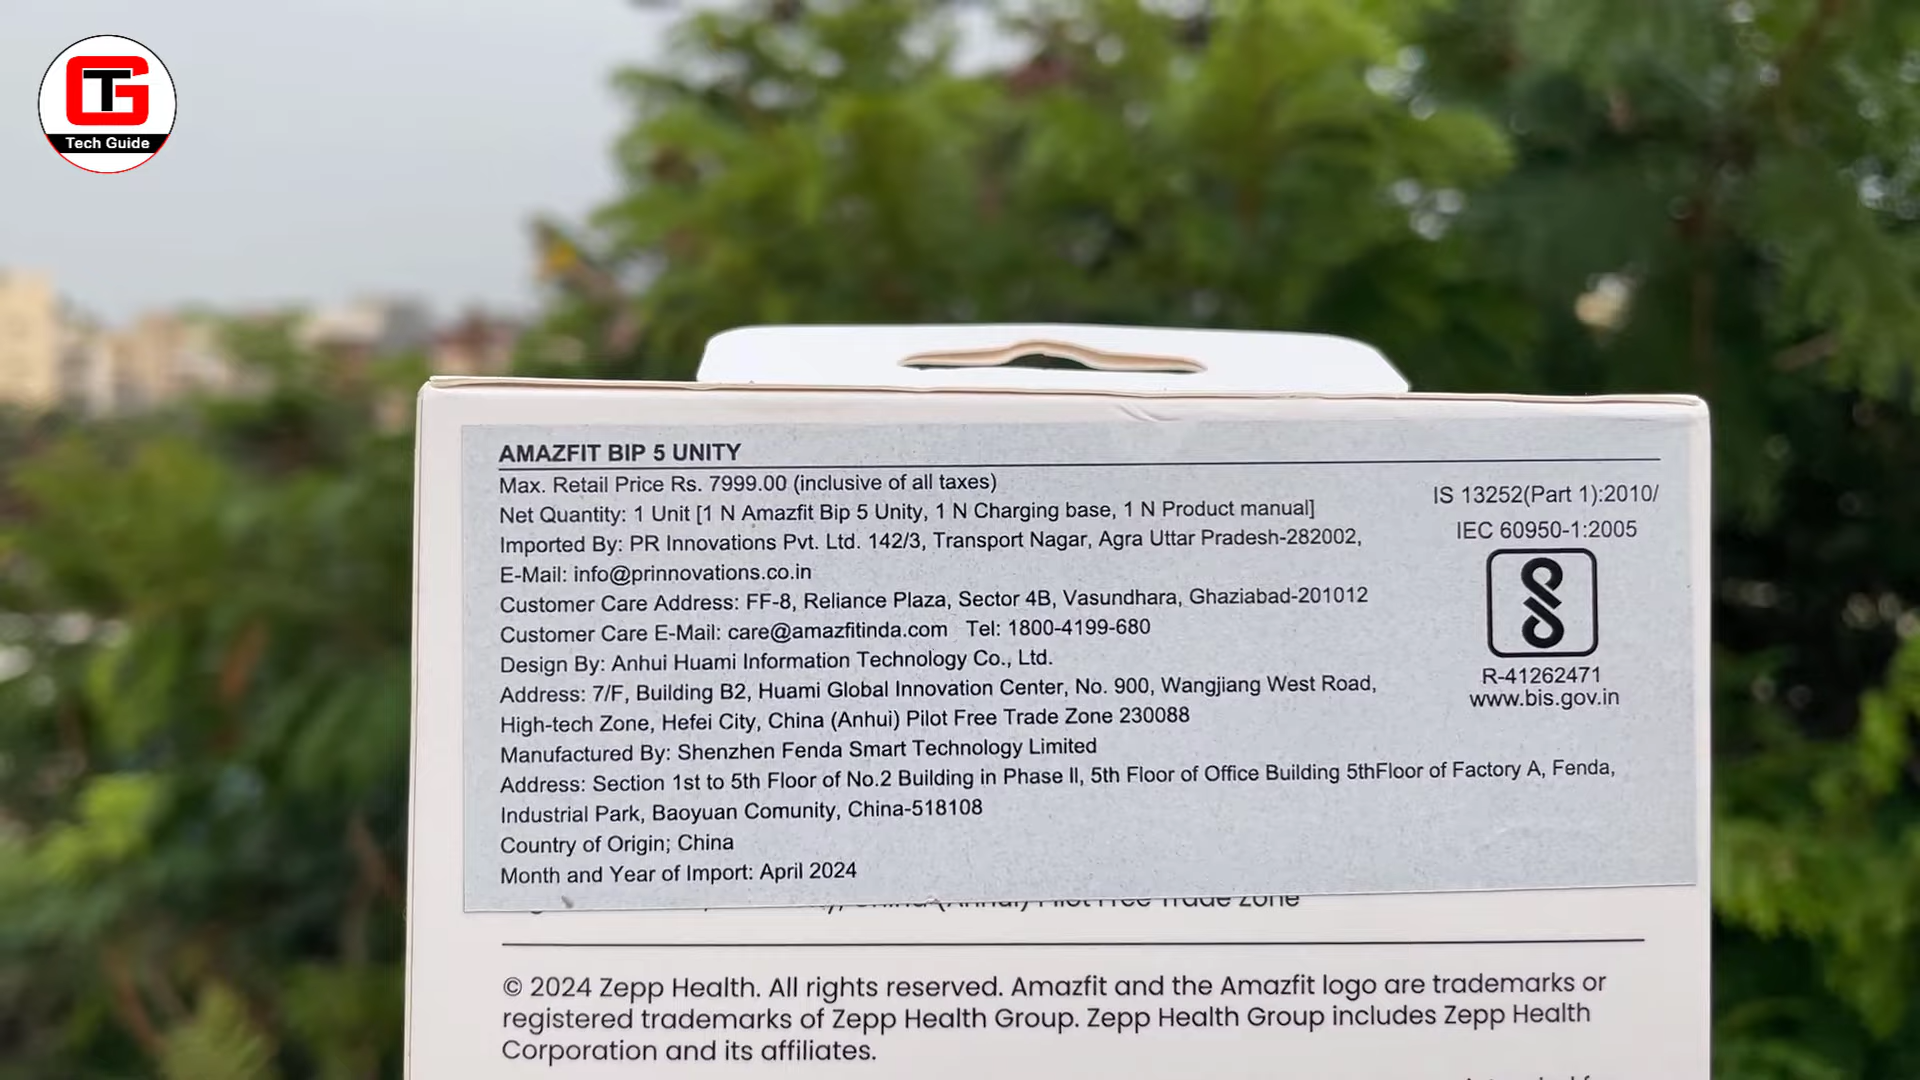 TG
Tech Guide
AMAZFIT BIP 5 UNITY
Max. Retail Price Rs. 7999.00 (inclusive of all taxes)
Net Quantity: 1 Unit [1 N Amazfit Bip 5 Unity, 1 N Charging base, 1 N Product manual]
Imported By: PR Innovations Pvt. Ltd. 142/3, Transport Nagar, Agra Uttar Pradesh-282002,
E-Mail: info@prinnovations.co.in
Customer Care Address: FF-8, Reliance Plaza, Sector 4B, Vasundhara, Ghaziabad-201012
Customer Care E-Mail: care@amazfitinda.com Tel: 1800-4199-680
Design By: Anhui Huami Information Technology Co., Ltd.
Address: 7/F, Building B2, Huami Global Innovation Center, No. 900, Wangjiang West Road,
High-tech Zone, Hefei City, China (Anhui) Pilot Free Trade Zone 230088
Manufactured By: Shenzhen Fenda Smart Technology Limited
Address: Section 1st to 5th Floor of No.2 Building in Phase II, 5th Floor of Office Building 5thFloor of Factory A, Fenda,
Industrial Park, Baoyuan Comunity, China-518108
Country of Origin; China
Month and Year of Import: April 2024
IS 13252(Part 1):2010/
IEC 60950-1:2005
R-41262471
www.bis.gov.in
(Anhui) Pilot Free Trade Zone
© 2024 Zepp Health. All rights reserved. Amazfit and the Amazfit logo are trademarks or
registered trademarks of Zepp Health Group. Zepp Health Group includes Zepp Health
Corporation and its affiliates.